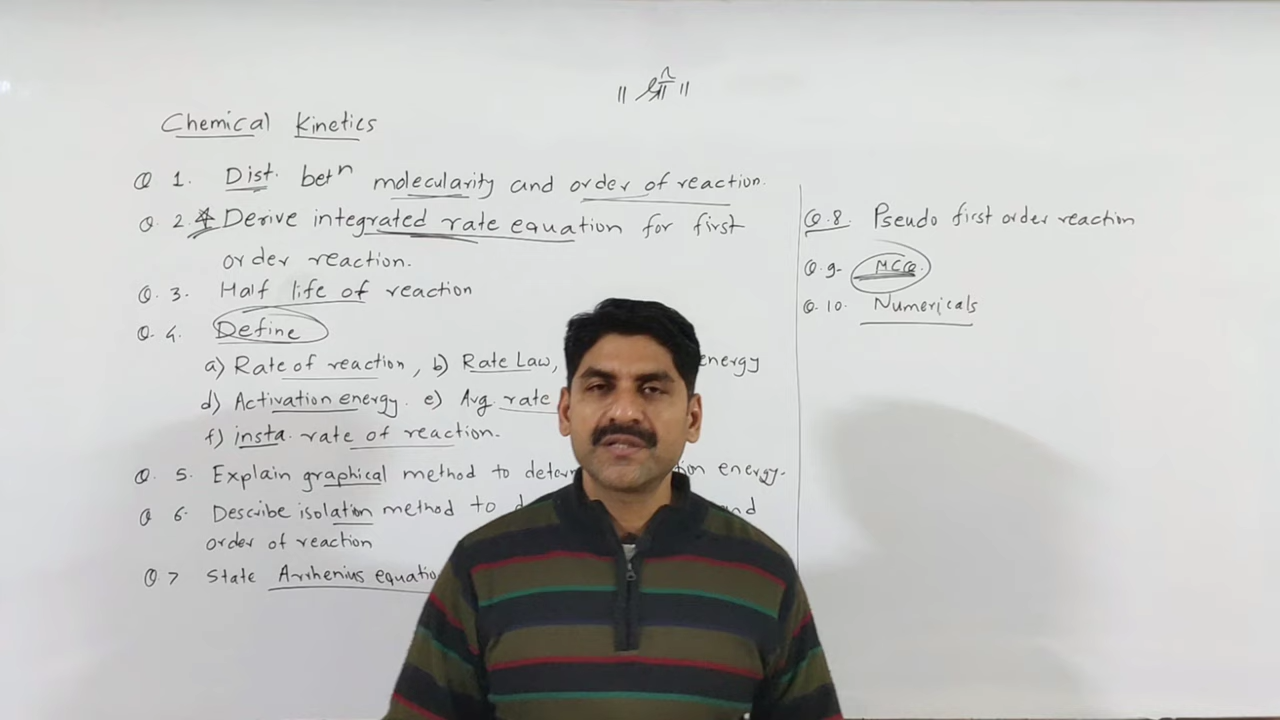 ॥ श्री ॥
Chemical Kinetics
Q 1. Dist. betⁿ molecularity and order of reaction.
Q. 2. Derive integrated rate equation for first
order reaction.
Q. 3. Half life of reaction
Q. 4. Define
a) Rate of reaction, b) Rate Law, energy
d) Activation energy. e) Avg. rate
f) insta. rate of reaction.
Q. 5. Explain graphical method to energy.
Q 6. Describe isolation method to
order of reaction
Q. 7 State Arrhenius
Q.8. Pseudo first order reaction
Q.9. MCQ.
Q.10. Numericals